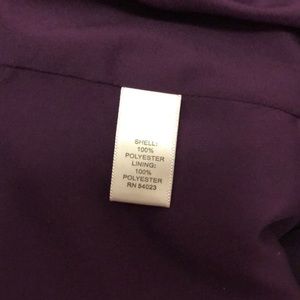 SHELL:
100%
POLYESTER
LINING:
100%
POLYESTER
RN 54023